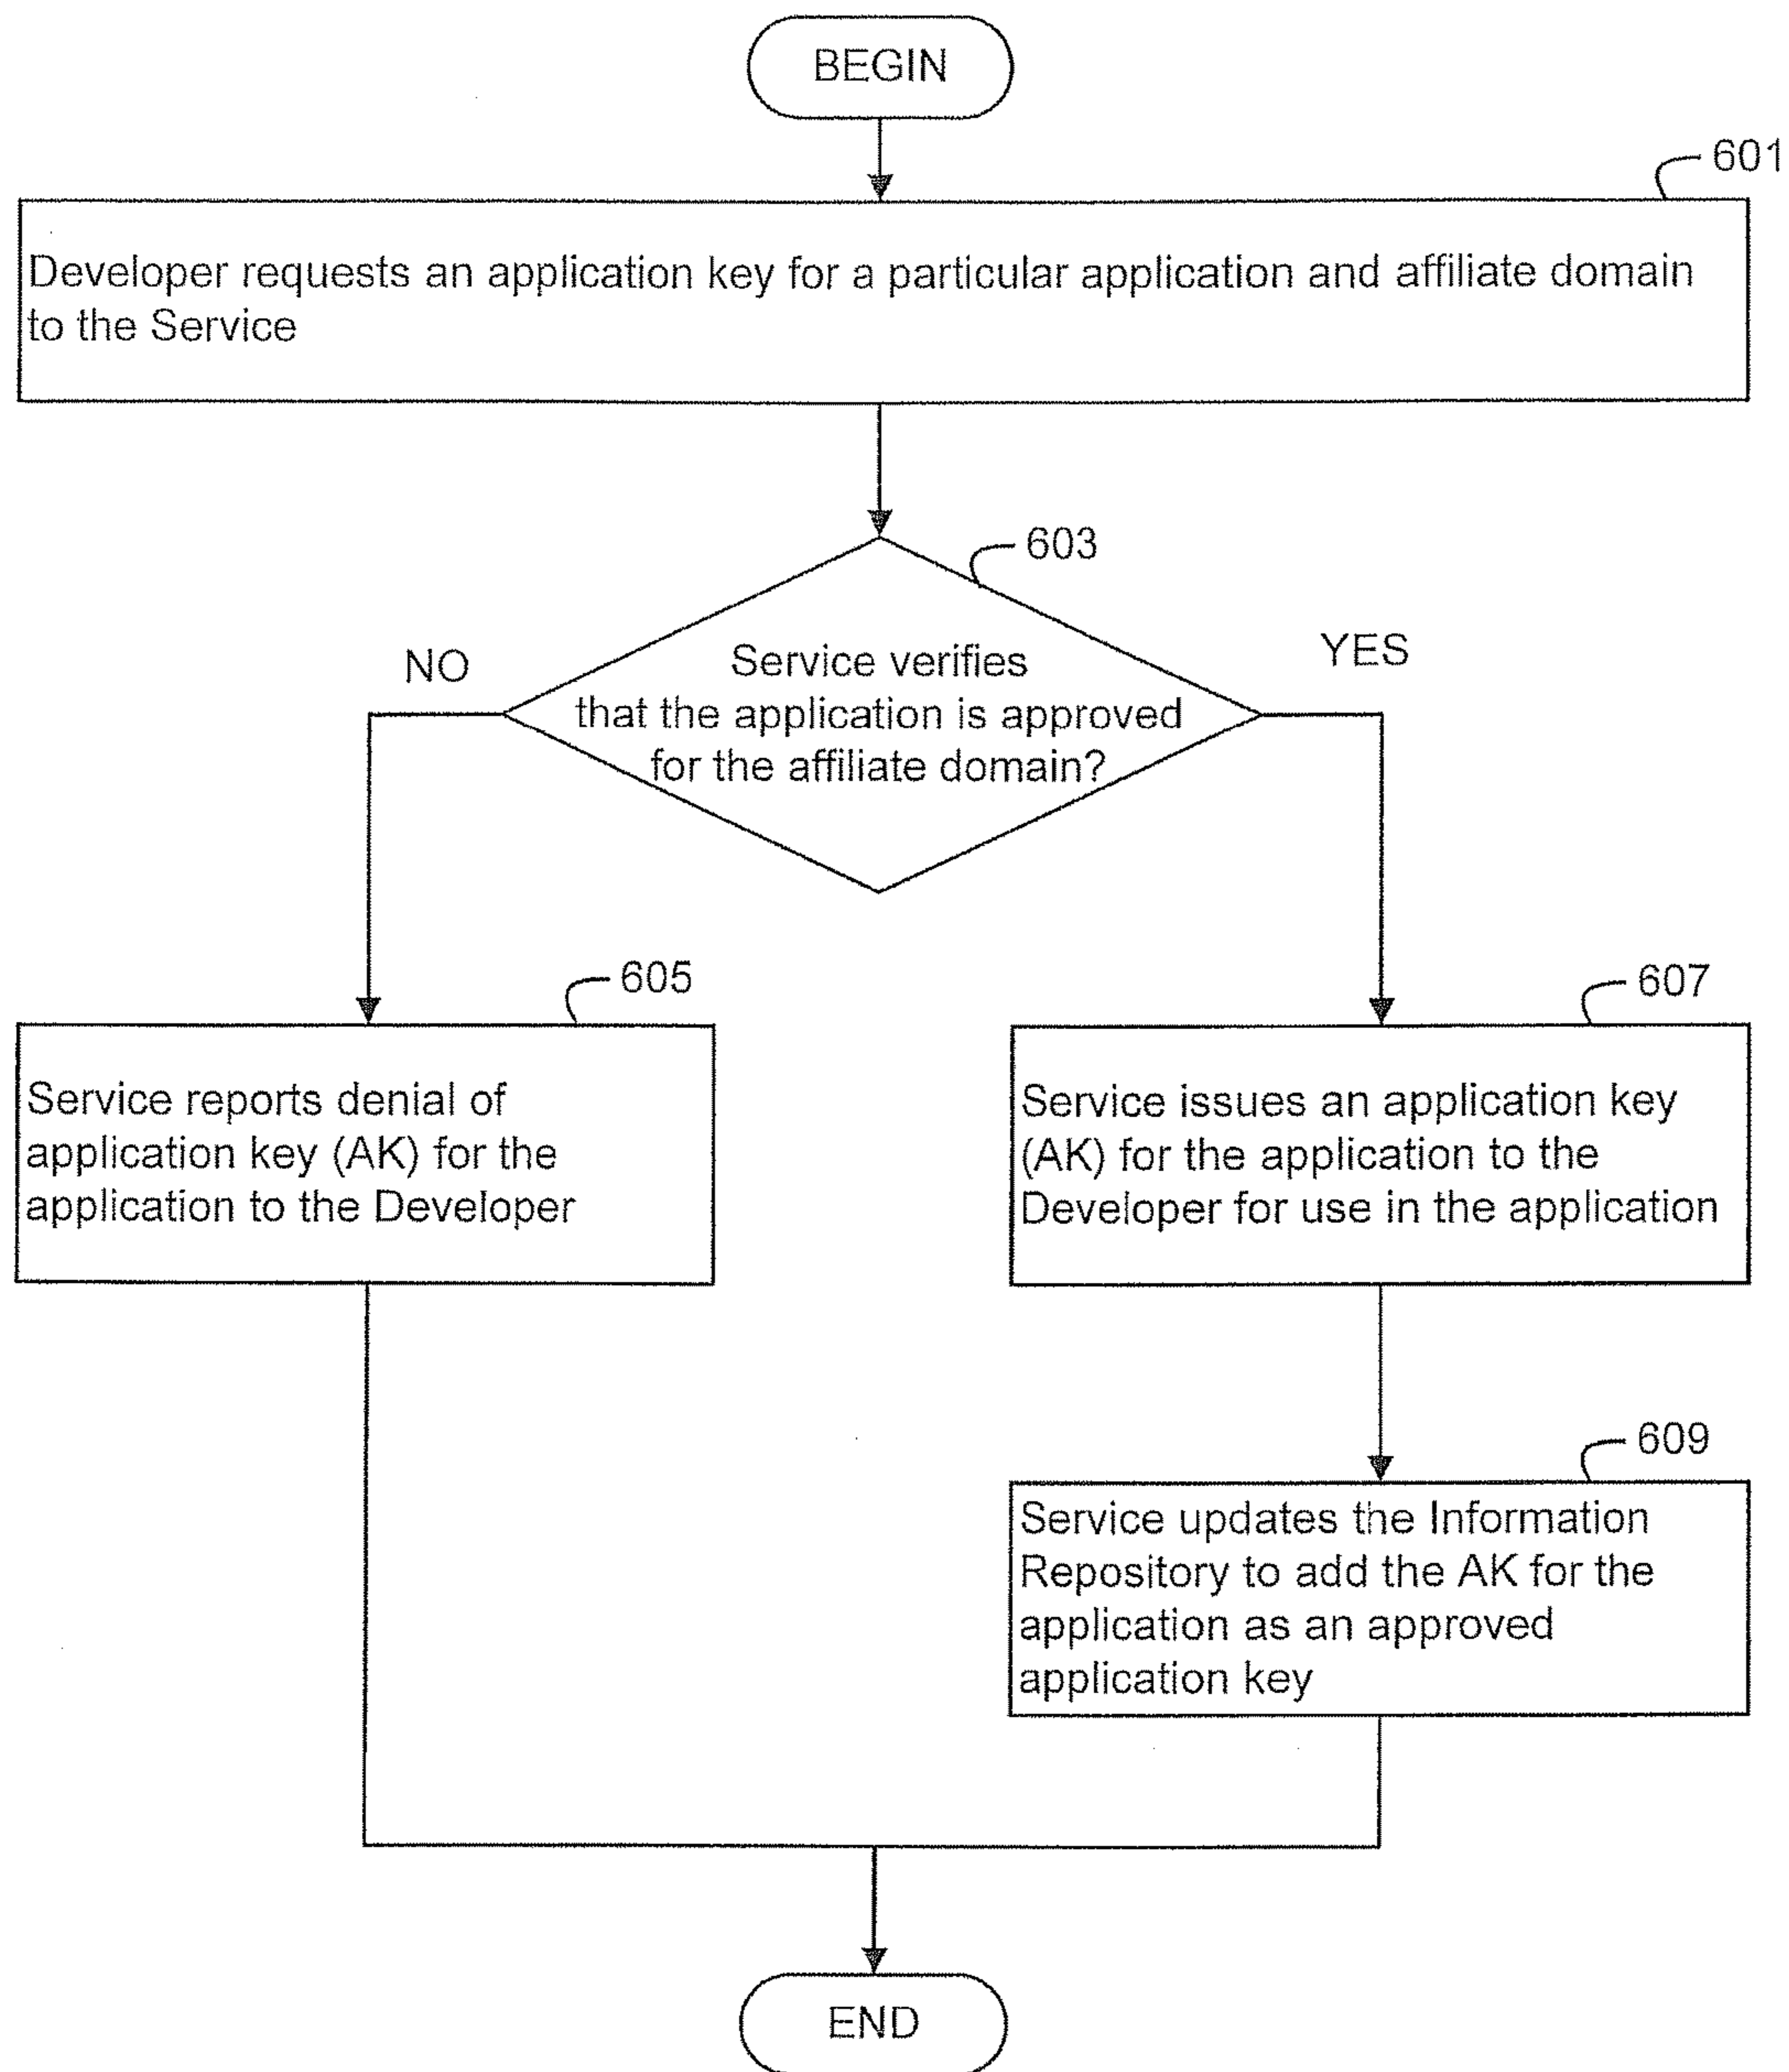 BEGIN
601
Developer requests an application key for a particular application and affiliate domain
to the Service
603
NO
YES
Service verifies
that the application is approved
for the affiliate domain?
605
607
Service reports denial of
application key (AK) for the
application to the Developer
Service issues an application key
(AK) for the application to the
Developer for use in the application
609
Service updates the Information
Repository to add the AK for the
application as an approved
application key
END